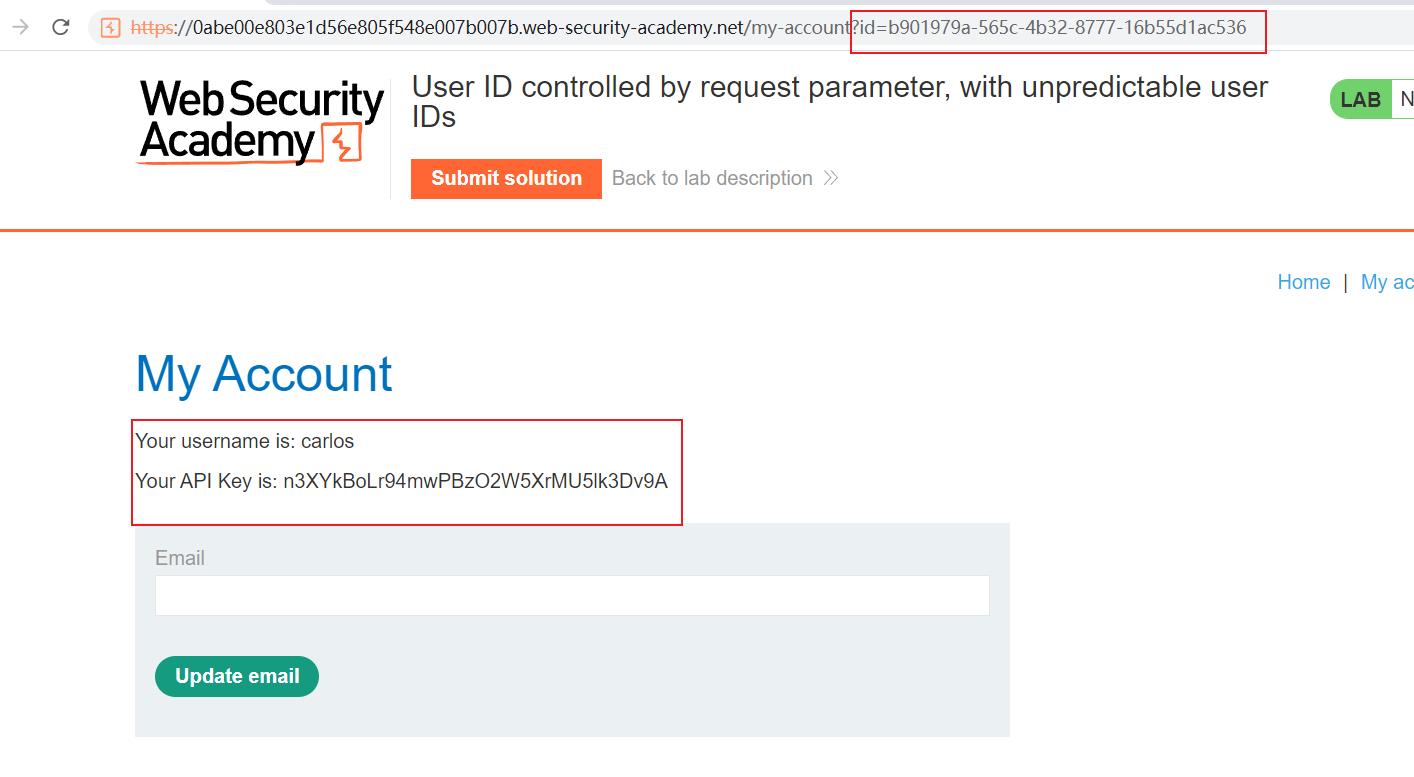 https://0abe00e803e1d56e805f548e007b007b.web-security-academy.net/my-account?id=b901979a-565c-4b32-8777-16b55d1ac536
Web Security
Academy
User ID controlled by request parameter, with unpredictable user
IDs
LAB N
Submit solution
Back to lab description
Home | My ac
My Account
Your username is: carlos
Your API Key is: n3XYkBoLr94mwPBzO2W5XrMU5lk3Dv9A
Email
Update email